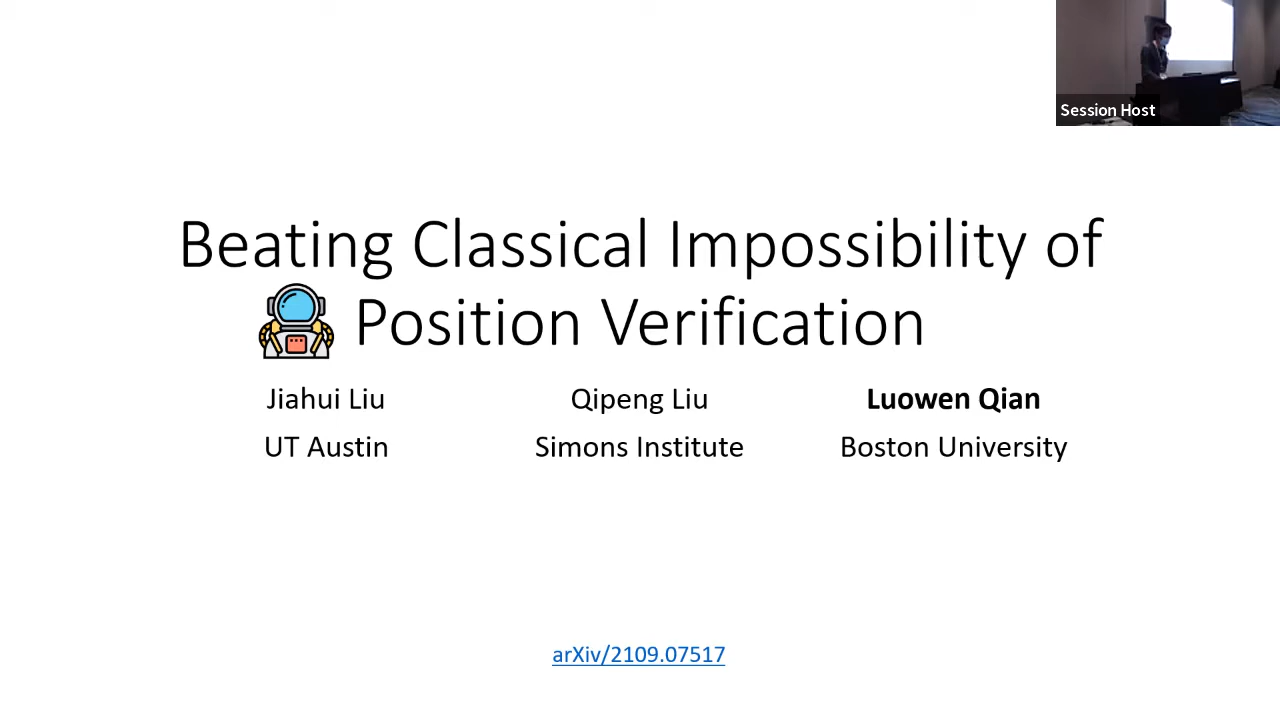 Session Host
Beating Classical Impossibility of
Position Verification
Jiahui Liu
Qipeng Liu
Luowen Qian
UT Austin
Simons Institute
Boston University
arXiv/2109.07517